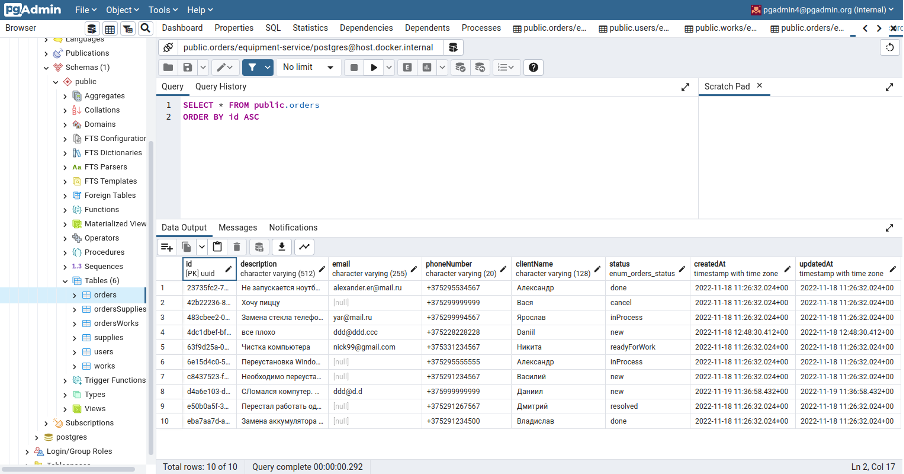 pgAdmin File Object Tools Help pgadmin4@pgadmin.org (internal)
Browser Dashboard Properties SQL Statistics Dependencies Dependents Processes public.orders/e... public.users/e... public.works/e... public.orders/e...
Languages
Publications
Schemas (1)
public
Aggregates
Collations
Domains
FTS Configuration
FTS Dictionaries
FTS Parsers
FTS Templates
Foreign Tables
Functions
Materialized View
Operators
Procedures
1..3 Sequences
Tables (6)
orders
ordersSupplies
ordersWorks
supplies
users
works
Trigger Functions
Types
Views
Subscriptions
postgres
Login/Group Roles
Tablespaces
public.orders/equipment-service/postgres@host.docker.internal
No limit
Query Query History Scratch Pad
1 SELECT * FROM public.orders
2 ORDER BY id ASC
Data Output Messages Notifications
id description email phoneNumber clientName status createdAt updatedAt
[PK] uuid character varying (512) character varying (255) character varying (20) character varying (128) enum_orders_status timestamp with time zone timestamp with time zone
1 23735fc2-7... Не запускается ноутб... alexander.er@mail.ru +375295534567 Александр done 2022-11-18 11:26:32.024+00 2022-11-18 11:26:32.024+00
2 42b22236-8... Хочу пиццу [null] +375299999999 Вася cancel 2022-11-18 11:26:32.024+00 2022-11-18 11:26:32.024+00
3 483cbee2-0... Замена стекла телефо... yar@mail.ru +375299994567 Ярослав inProcess 2022-11-18 11:26:32.024+00 2022-11-18 11:26:32.024+00
4 4dc1dbef-bf... все плохо ddd@ddd.ccc +375228228228 Daniil new 2022-11-18 12:48:30.412+00 2022-11-18 12:48:30.412+00
5 63f9d25a-0... Чистка компьютера nick99@gmail.com +375331234567 Никита readyForWork 2022-11-18 11:26:32.024+00 2022-11-18 11:26:32.024+00
6 6e15d4c0-5... Переустановка Windo... [null] +375295555555 Александр inProcess 2022-11-18 11:26:32.024+00 2022-11-18 11:26:32.024+00
7 c8437523-f... Необходимо переуста... [null] +375291234567 Василий new 2022-11-18 11:26:32.024+00 2022-11-18 11:26:32.024+00
8 d4a6e103-d... СЛомался компутер. ... ddd@d.d +375999999999 Даниил new 2022-11-19 11:36:58.432+00 2022-11-19 11:36:58.432+00
9 e50b0a5f-3... Перестал работать од... [null] +375291267567 Дмитрий resolved 2022-11-18 11:26:32.024+00 2022-11-18 11:26:32.024+00
10 eba7aa7d-a... Замена аккумулятора ... [null] +375291234500 Владислав done 2022-11-18 11:26:32.024+00 2022-11-18 11:26:32.024+00
Total rows: 10 of 10 Query complete 00:00:00.292 Ln 2, Col 17